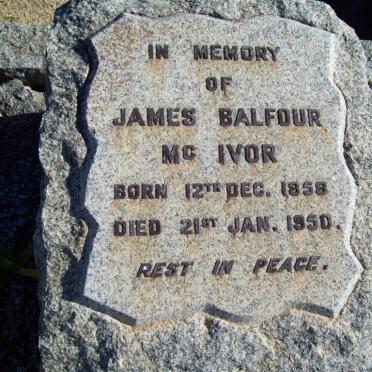 IN MEMORY
OF
JAMES BALFOUR
Mc IVOR
BORN 12TH DEC. 1858
DIED 21ST JAN. 1950.
REST IN PEACE.